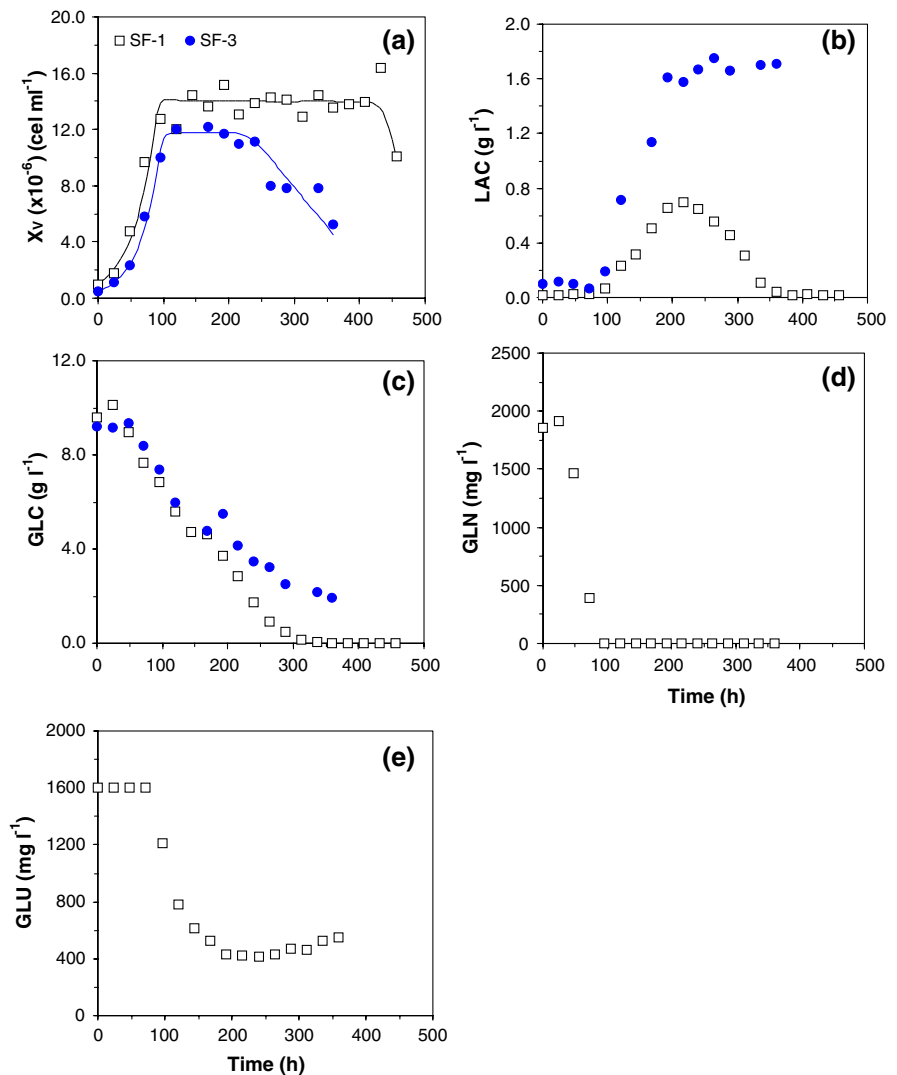 (a)
SF-1 SF-3
Xv (x10⁻⁶) (cel ml⁻¹)
20.0
16.0
12.0
8.0
4.0
0.0
0 100 200 300 400 500
(b)
LAC (g l⁻¹)
2.0
1.6
1.2
0.8
0.4
0.0
0 100 200 300 400 500
(c)
GLC (g l⁻¹)
12.0
8.0
4.0
0.0
0 100 200 300 400 500
(d)
GLN (mg l⁻¹)
2500
2000
1500
1000
500
0
0 100 200 300 400 500
Time (h)
(e)
GLU (mg l⁻¹)
2000
1600
1200
800
400
0
0 100 200 300 400 500
Time (h)